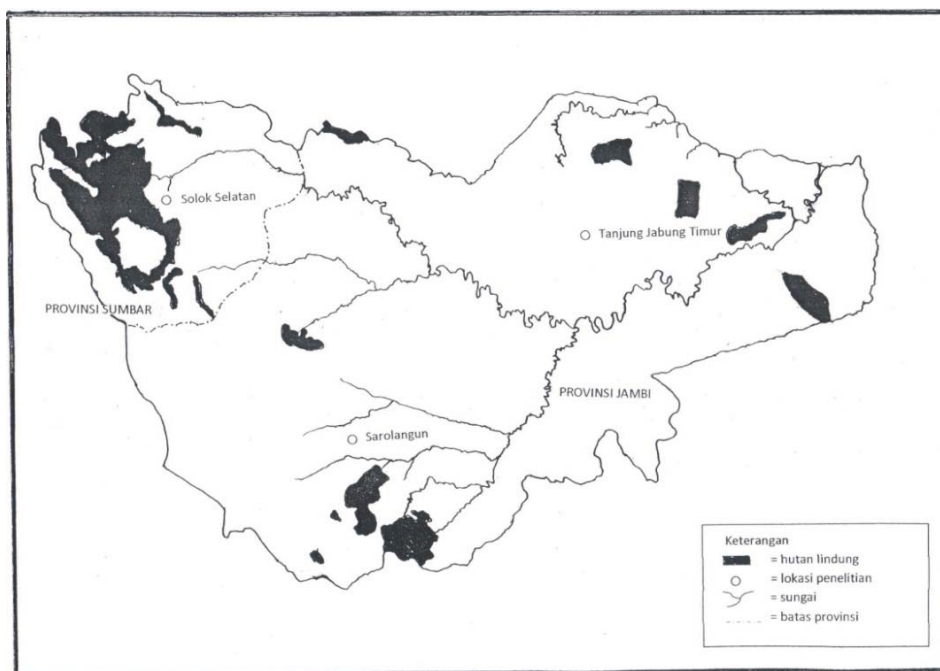 Solok Selatan
Tanjung Jabung Timur
PROVINSI SUMBAR
PROVINSI JAMBI
Sarolangun
Keterangan
= hutan lindung
= lokasi penelitian
= sungai
= batas provinsi